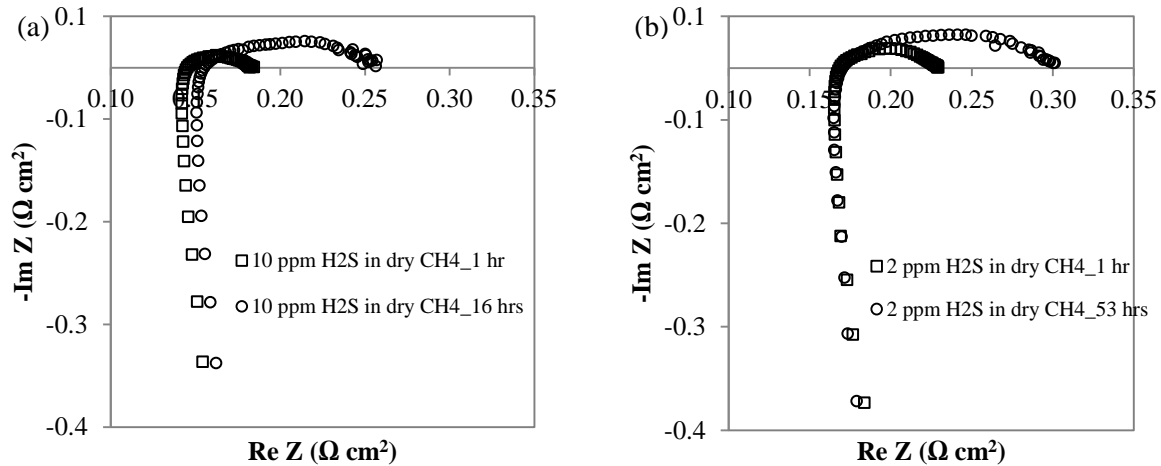 (a)
0.1
0.10
0.15
0.20
0.25
0.30
0.35
-0.1
-0.2
-0.3
-0.4
-Im Z (Ω cm²)
10 ppm H2S in dry CH4_1 hr
10 ppm H2S in dry CH4_16 hrs
Re Z (Ω cm²)
(b)
0.1
0.10
0.15
0.20
0.25
0.30
0.35
-0.1
-0.2
-0.3
-0.4
-Im Z (Ω cm²)
2 ppm H2S in dry CH4_1 hr
2 ppm H2S in dry CH4_53 hrs
Re Z (Ω cm²)